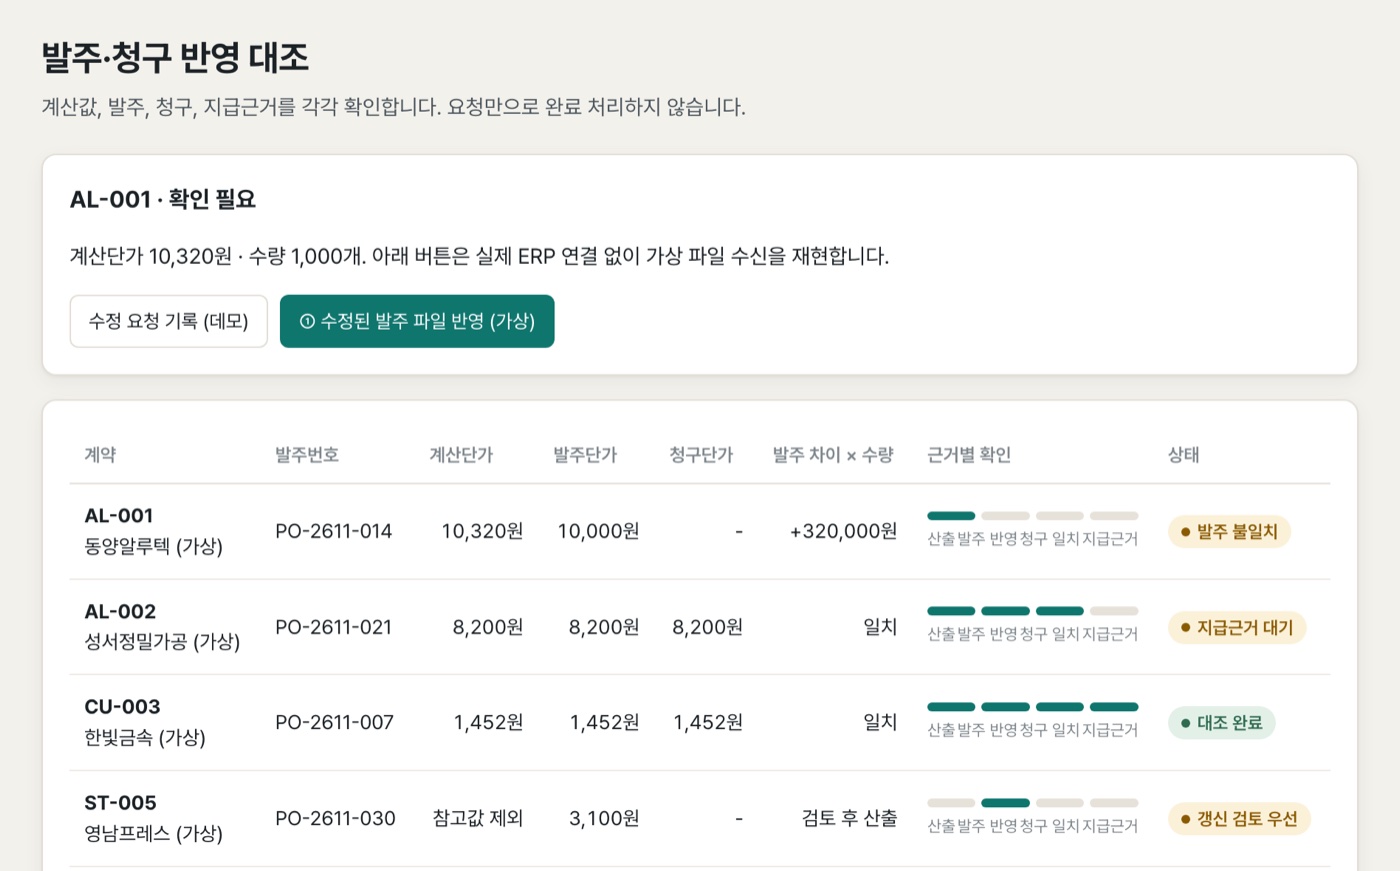 발주·청구 반영 대조
계산값, 발주, 청구, 지급근거를 각각 확인합니다. 요청만으로 완료 처리하지 않습니다.
AL-001 · 확인 필요
계산단가 10,320원 · 수량 1,000개. 아래 버튼은 실제 ERP 연결 없이 가상 파일 수신을 재현합니다.
수정 요청 기록 (데모) ① 수정된 발주 파일 반영 (가상)
계약 발주번호 계산단가 발주단가 청구단가 발주 차이 × 수량 근거별 확인 상태
AL-001
동양알루텍 (가상) PO-2611-014 10,320원 10,000원 - +320,000원 산출 발주 반영 청구 일치 지급근거 발주 불일치
AL-002
성서정밀가공 (가상) PO-2611-021 8,200원 8,200원 8,200원 일치 산출 발주 반영 청구 일치 지급근거 지급근거 대기
CU-003
한빛금속 (가상) PO-2611-007 1,452원 1,452원 1,452원 일치 산출 발주 반영 청구 일치 지급근거 대조 완료
ST-005
영남프레스 (가상) PO-2611-030 참고값 제외 3,100원 - 검토 후 산출 산출 발주 반영 청구 일치 지급근거 갱신 검토 우선